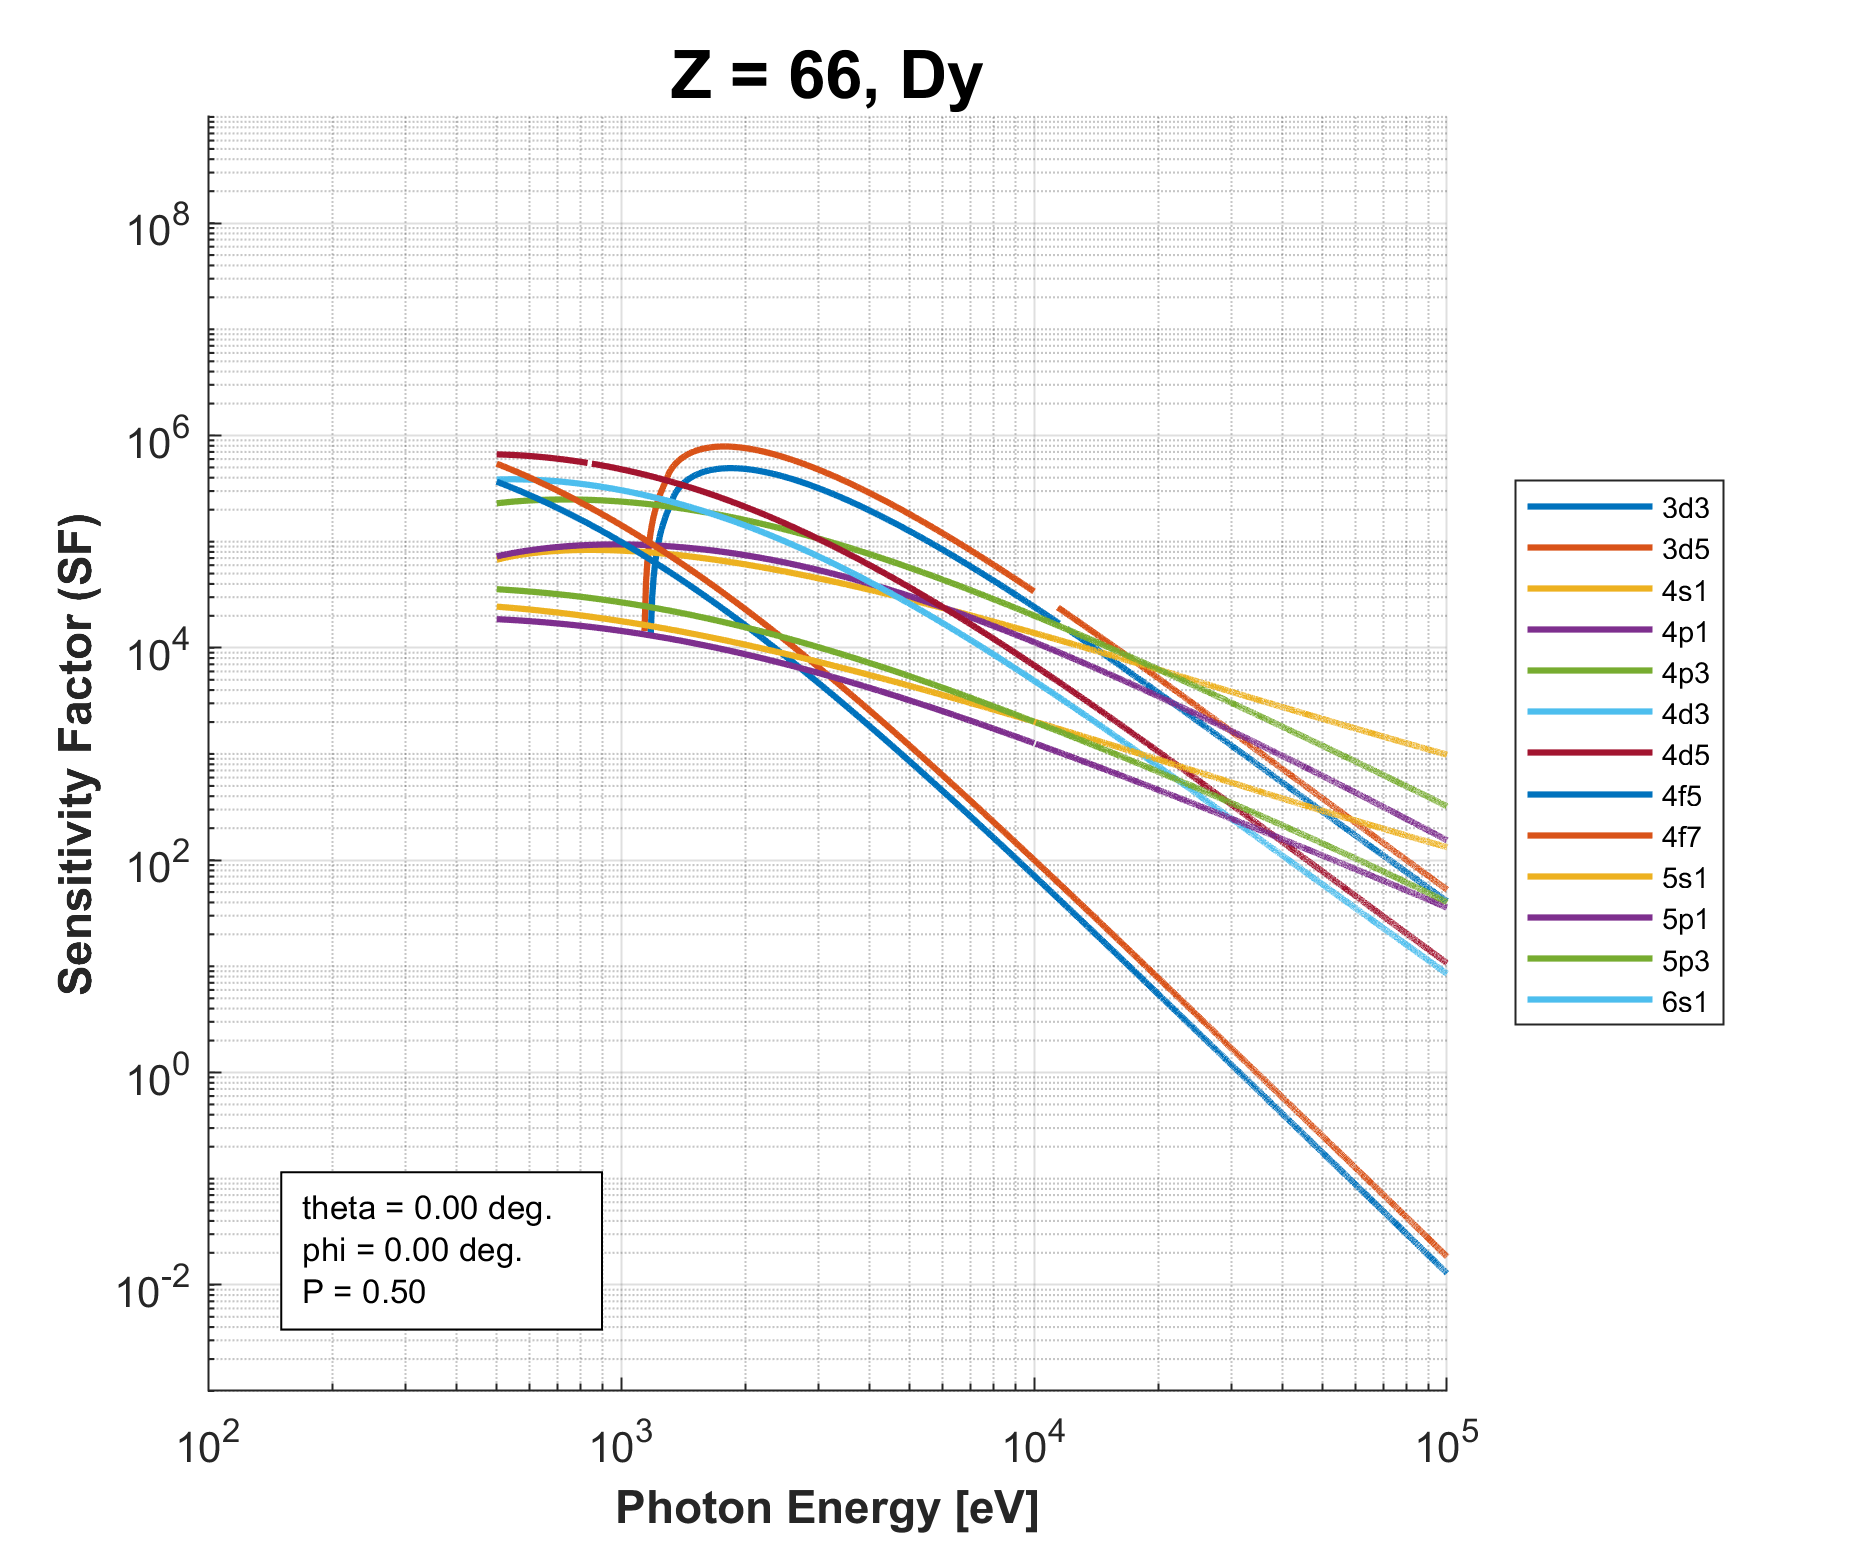 Z = 66, Dy
Sensitivity Factor (SF)
10^8
10^6
10^4
10^2
10^0
10^-2
theta = 0.00 deg.
phi = 0.00 deg.
P = 0.50
10^2 10^3 10^4 10^5
Photon Energy [eV]
3d3
3d5
4s1
4p1
4p3
4d3
4d5
4f5
4f7
5s1
5p1
5p3
6s1